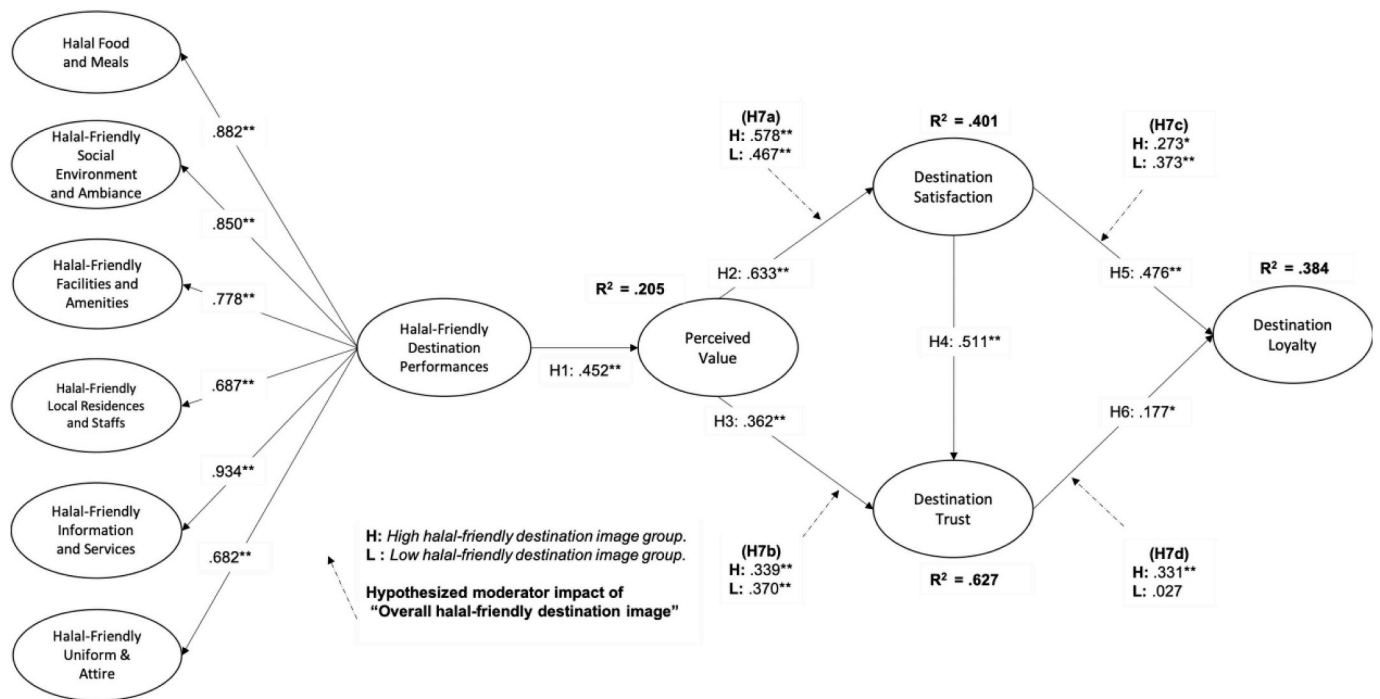 Halal Food
and Meals
.882**
Halal-Friendly
Social
Environment
and Ambiance
.850**
Halal-Friendly
Facilities and
Amenities
.778**
Halal-Friendly
Local Residences
and Staffs
.687**
Halal-Friendly
Information
and Services
.934**
Halal-Friendly
Uniform &
Attire
.682**
Halal-Friendly
Destination
Performances
H1: .452**
R² = .205
Perceived
Value
H2: .633**
H3: .362**
(H7a)
H: .578**
L: .467**
R² = .401
Destination
Satisfaction
H4: .511**
(H7b)
H: .339**
L: .370**
Destination
Trust
R² = .627
(H7c)
H: .273*
L: .373**
H5: .476**
H6: .177*
(H7d)
H: .331**
L: .027
R² = .384
Destination
Loyalty
H: High halal-friendly destination image group.
L : Low halal-friendly destination image group.
Hypothesized moderator impact of
“Overall halal-friendly destination image”